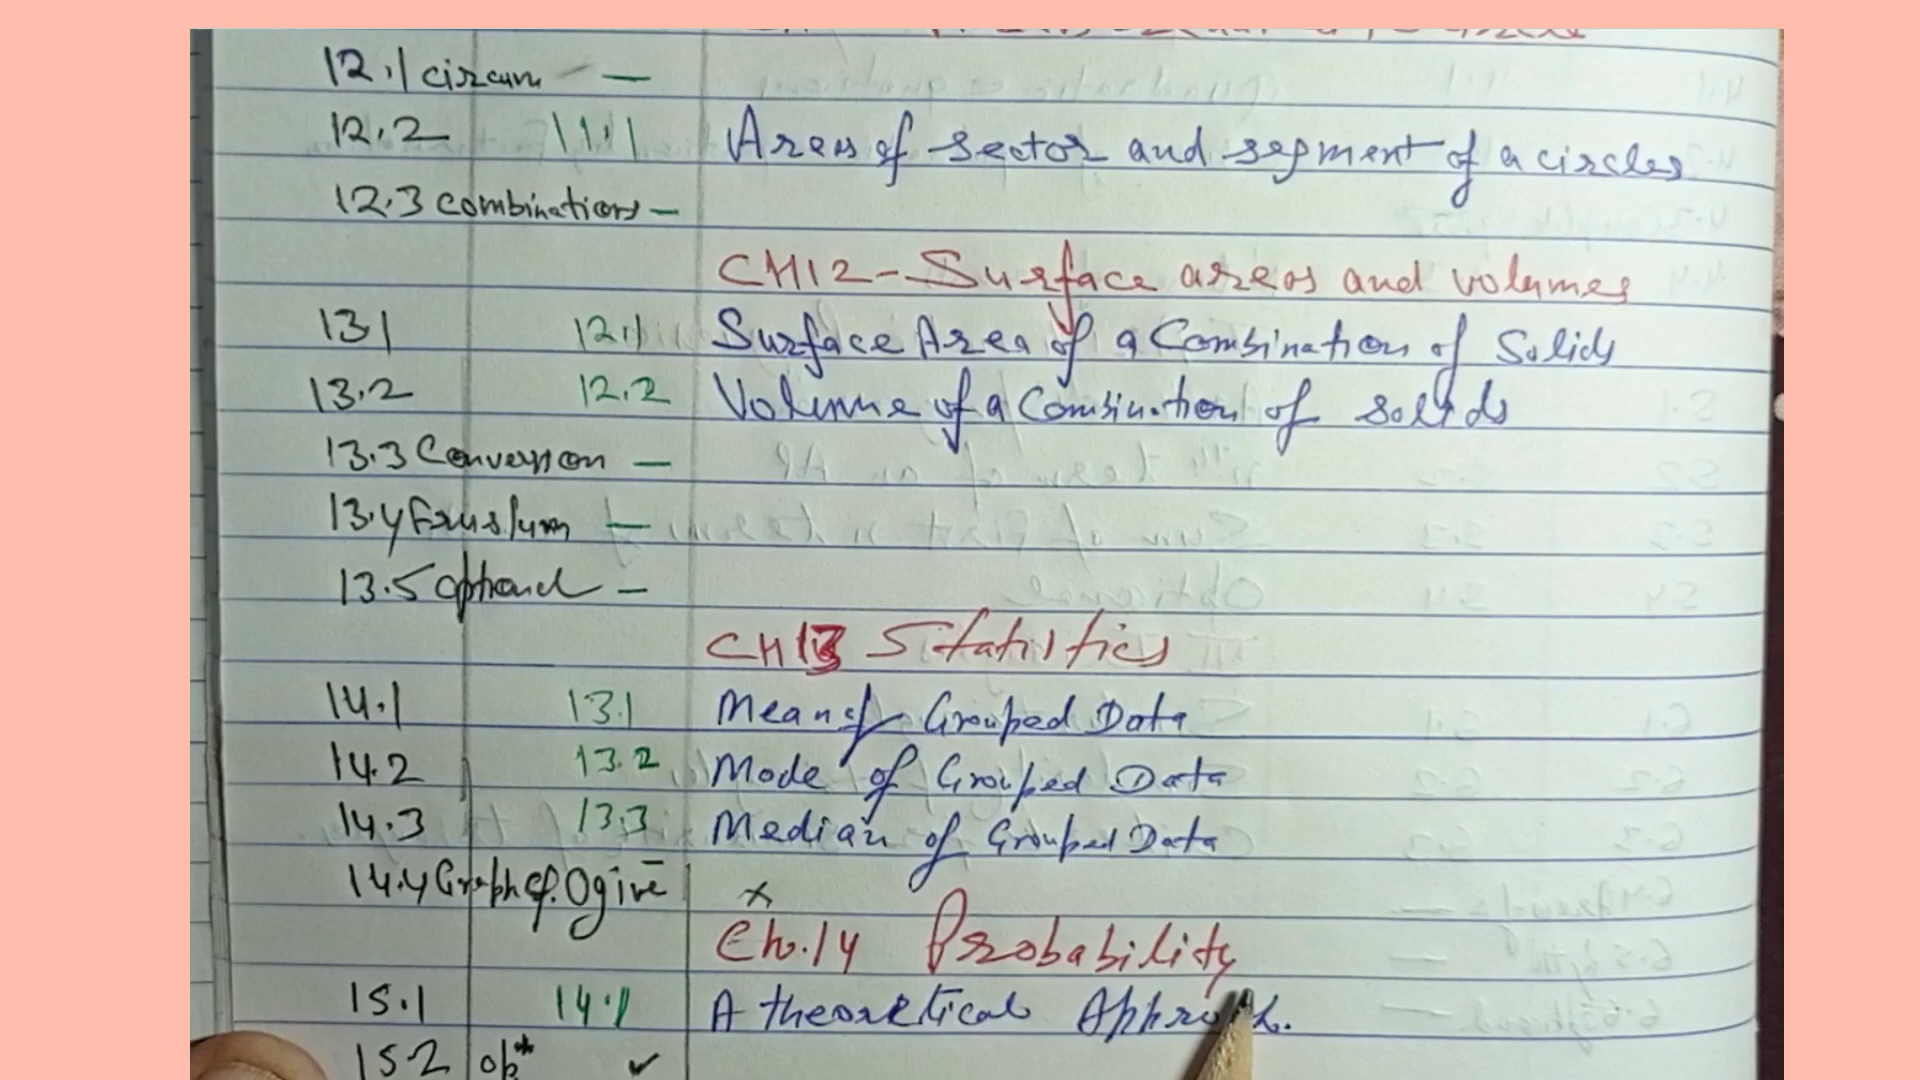 12.1 circum —
12.2 11.1 Areas of sector and segment of a circles
12.3 combinations —
CH12 - Surface areas and volumes
13.1 12.1 Surface Area of a Combination of Solids
13.2 12.2 Volume of a Combination of solids
13.3 Conversion —
13.4 Frustum —
13.5 optional —
CH13 Statistics
14.1 13.1 Mean of Grouped Data
14.2 13.2 Mode of Grouped Data
14.3 13.3 Median of Grouped Data
14.4 Graph of Ogive x
Ch.14 Probability
15.1 14.1 A theoretical
15.2 op* ✓